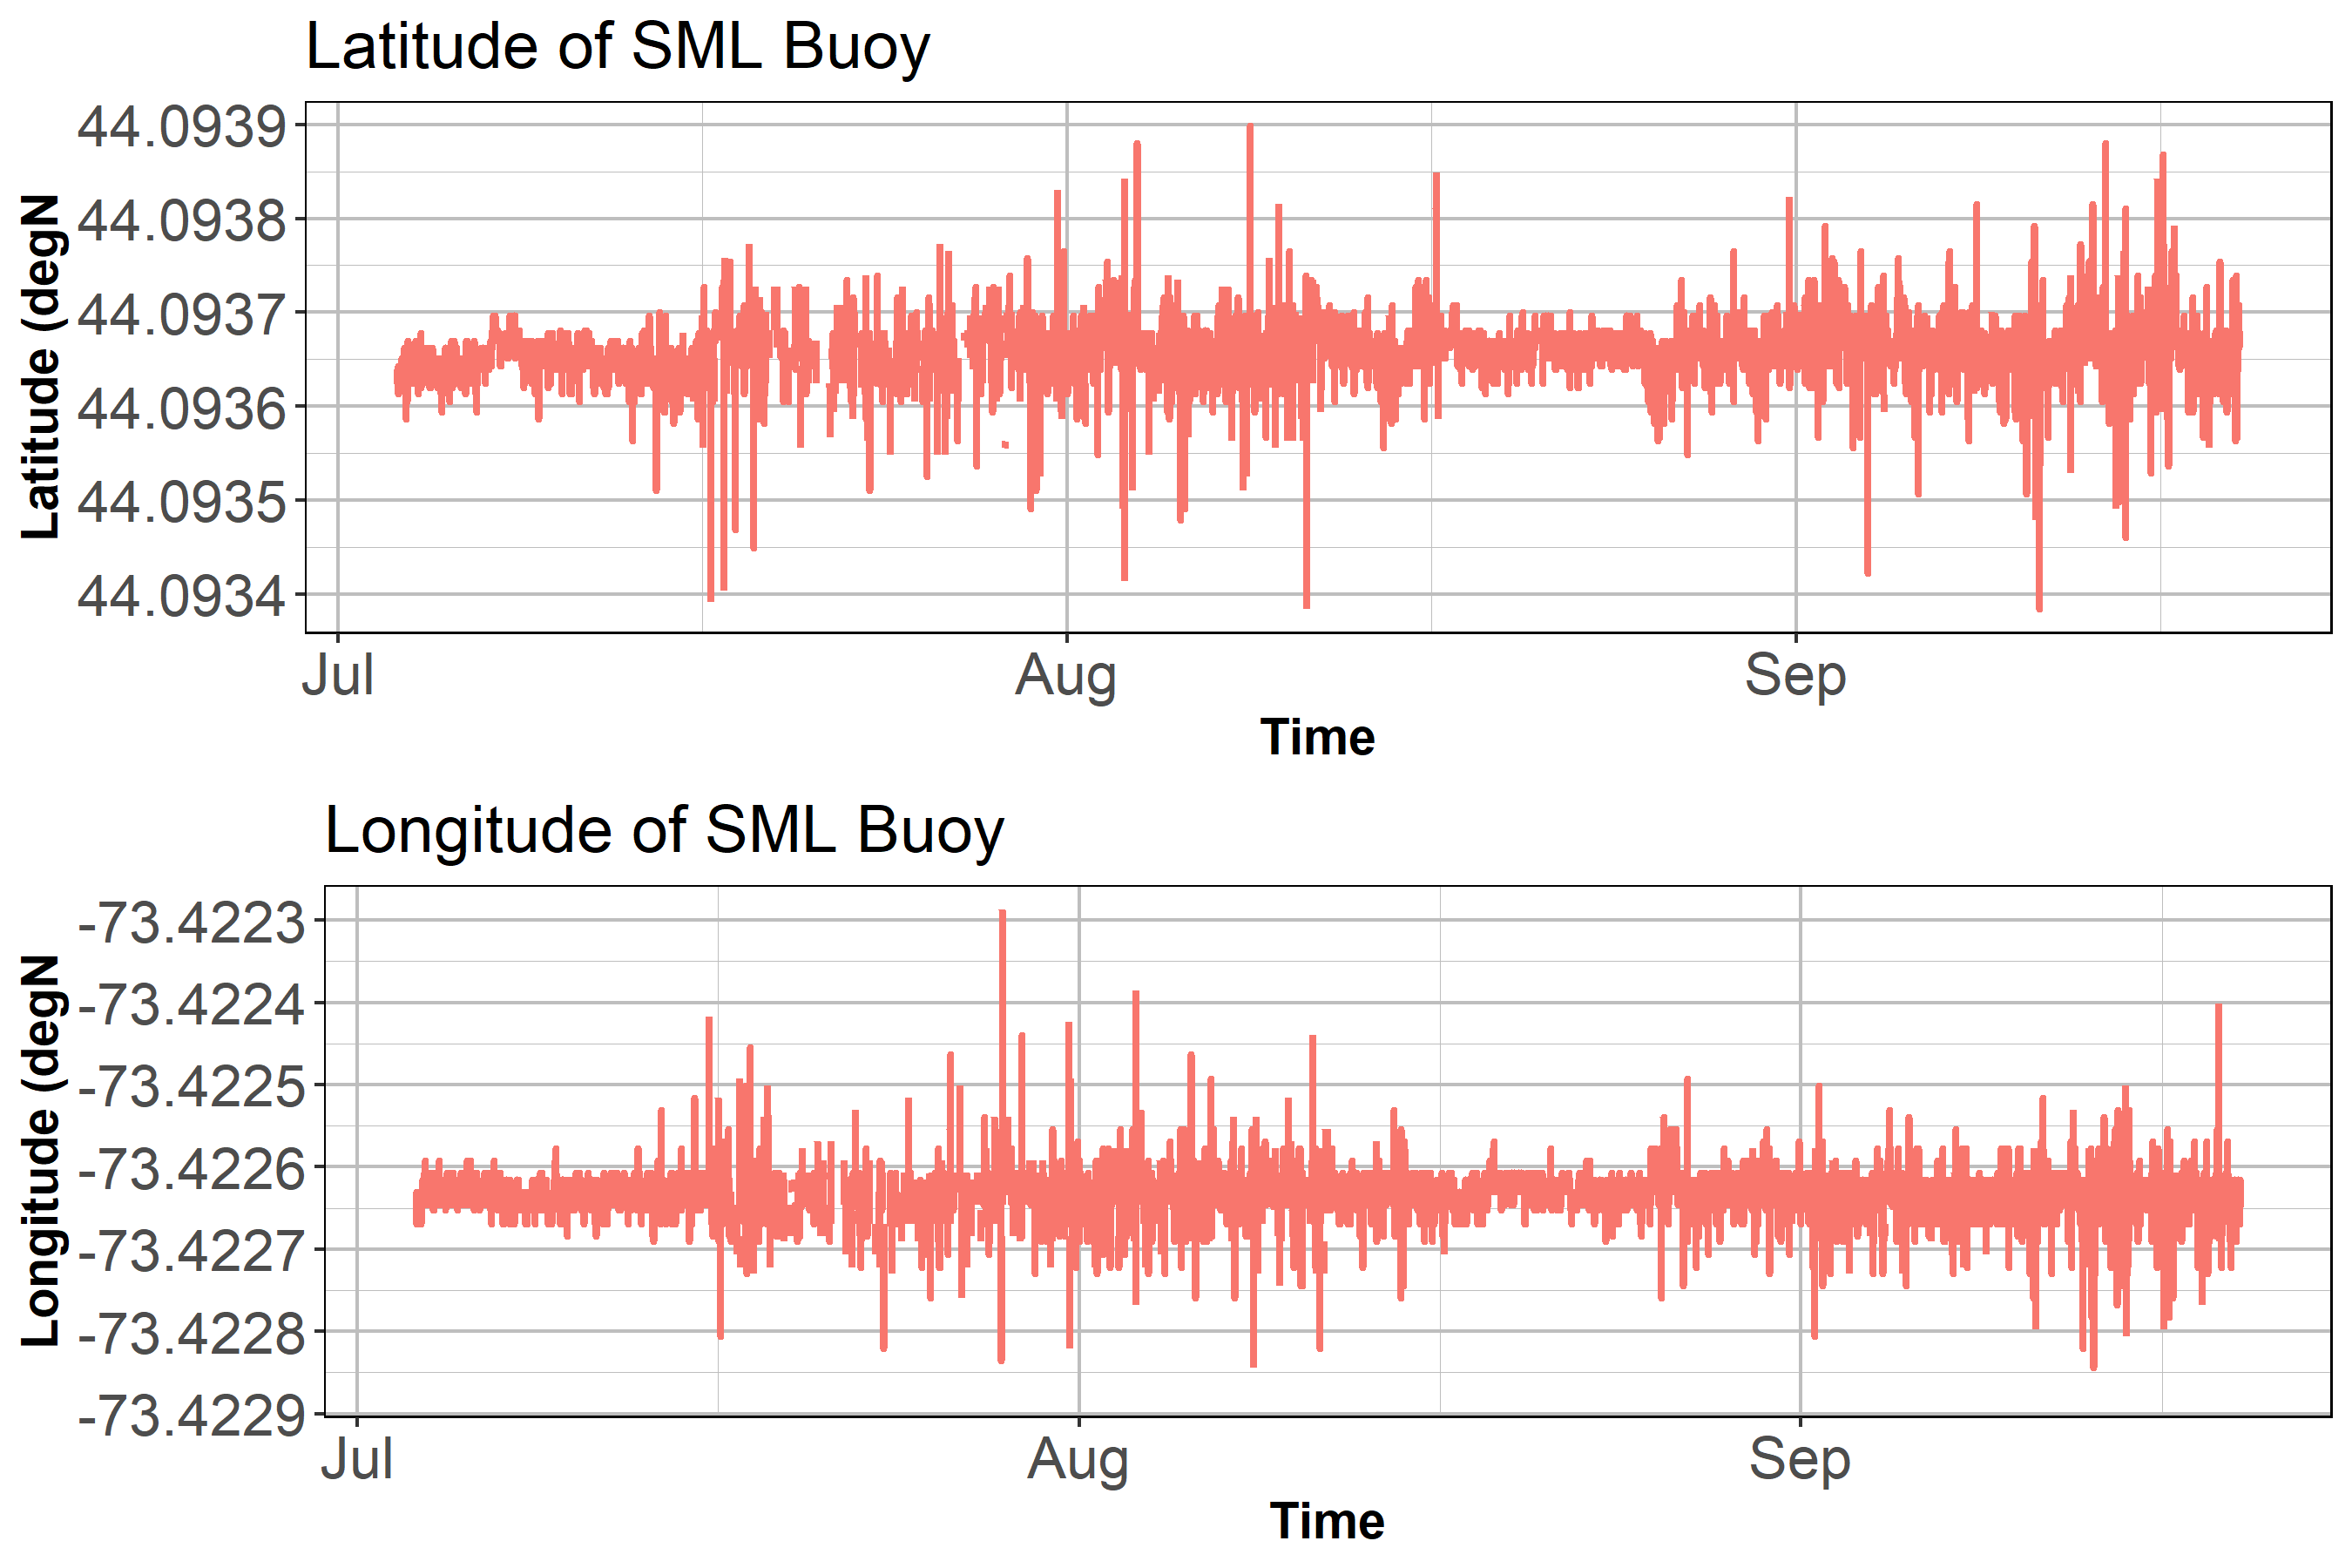 Latitude of SML Buoy
44.0939
44.0938
44.0937
44.0936
44.0935
44.0934
Latitude (degN
Jul Aug Sep
Time
Longitude of SML Buoy
-73.4223
-73.4224
-73.4225
-73.4226
-73.4227
-73.4228
-73.4229
Longitude (degN
Jul Aug Sep
Time